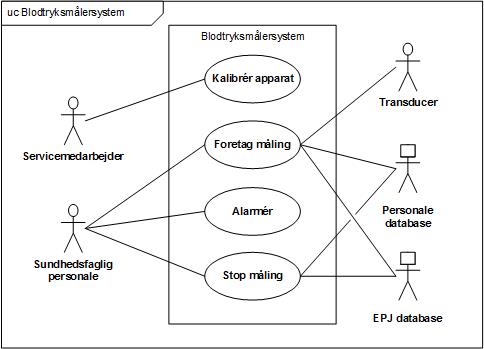 uc Blodtryksmålersystem
Blodtryksmålersystem
Kalibrér apparat
Transducer
Servicemedarbejder
Foretag måling
Alarmér
Personale
database
Sundhedsfaglig
personale
Stop måling
EPJ database